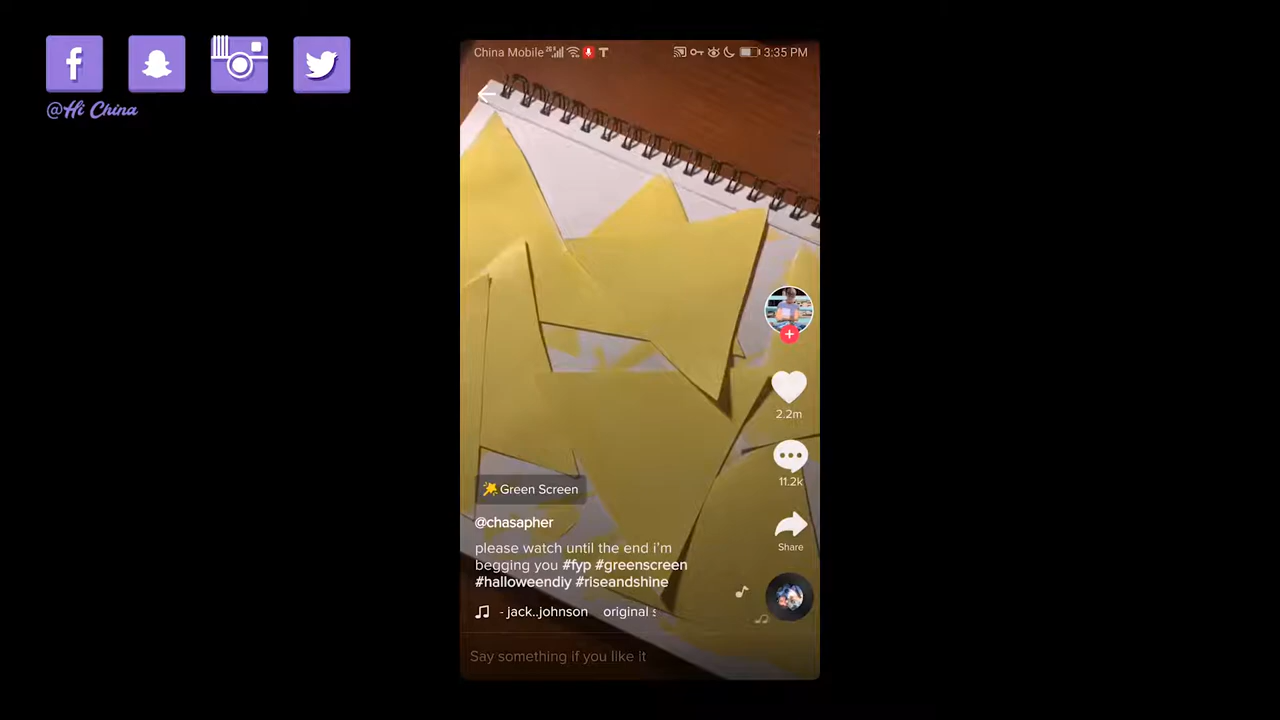 @Hi China
China Mobile 3:35 PM
2.2m
11.2k
Share
Green Screen
@chasapher
please watch until the end i'm
begging you #fyp #greenscreen
#halloweendiy #riseandshine
- jack..johnson original s
Say something if you like it